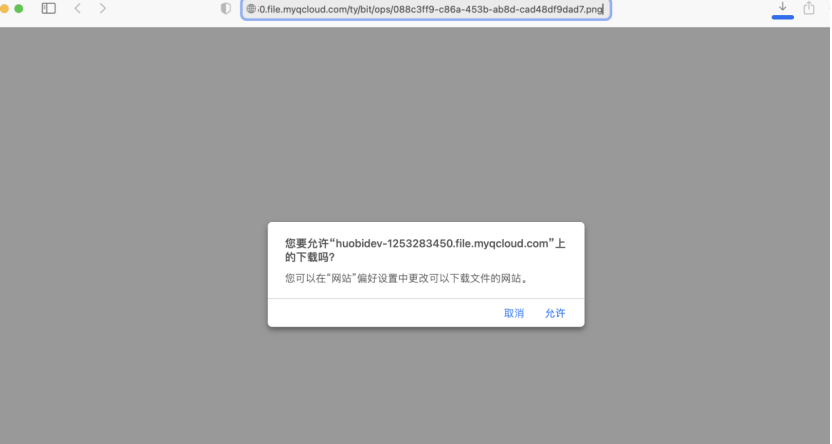 0.file.myqcloud.com/ty/bit/ops/088c3ff9-c86a-453b-ab8d-cad48df9dad7.png
您要允许“huobidev-1253283450.file.myqcloud.com”上
的下载吗？
您可以在“网站”偏好设置中更改可以下载文件的网站。
取消 允许